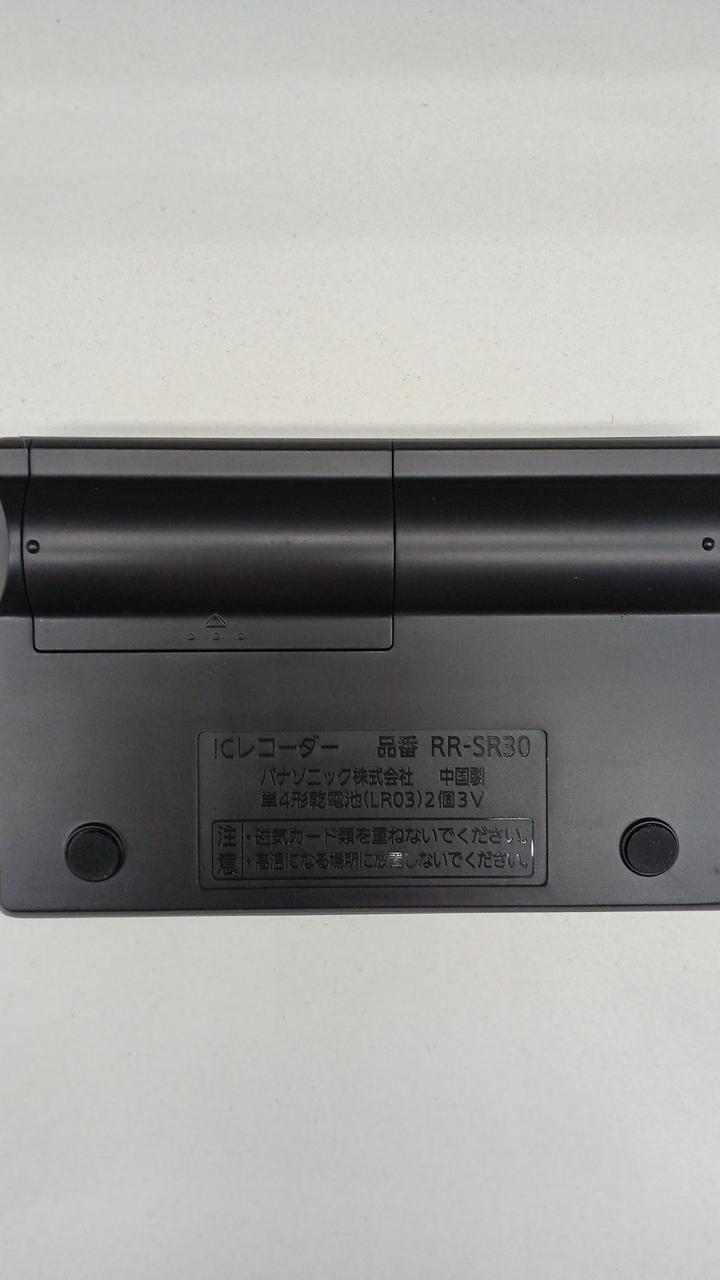 ICレコーダー 品番 RR-SR30
パナソニック株式会社 中国製
単4形乾電池(LR03)2個3V
注意
・磁気カード類を重ねないでください。
・高温になる場所に放置しないでください。